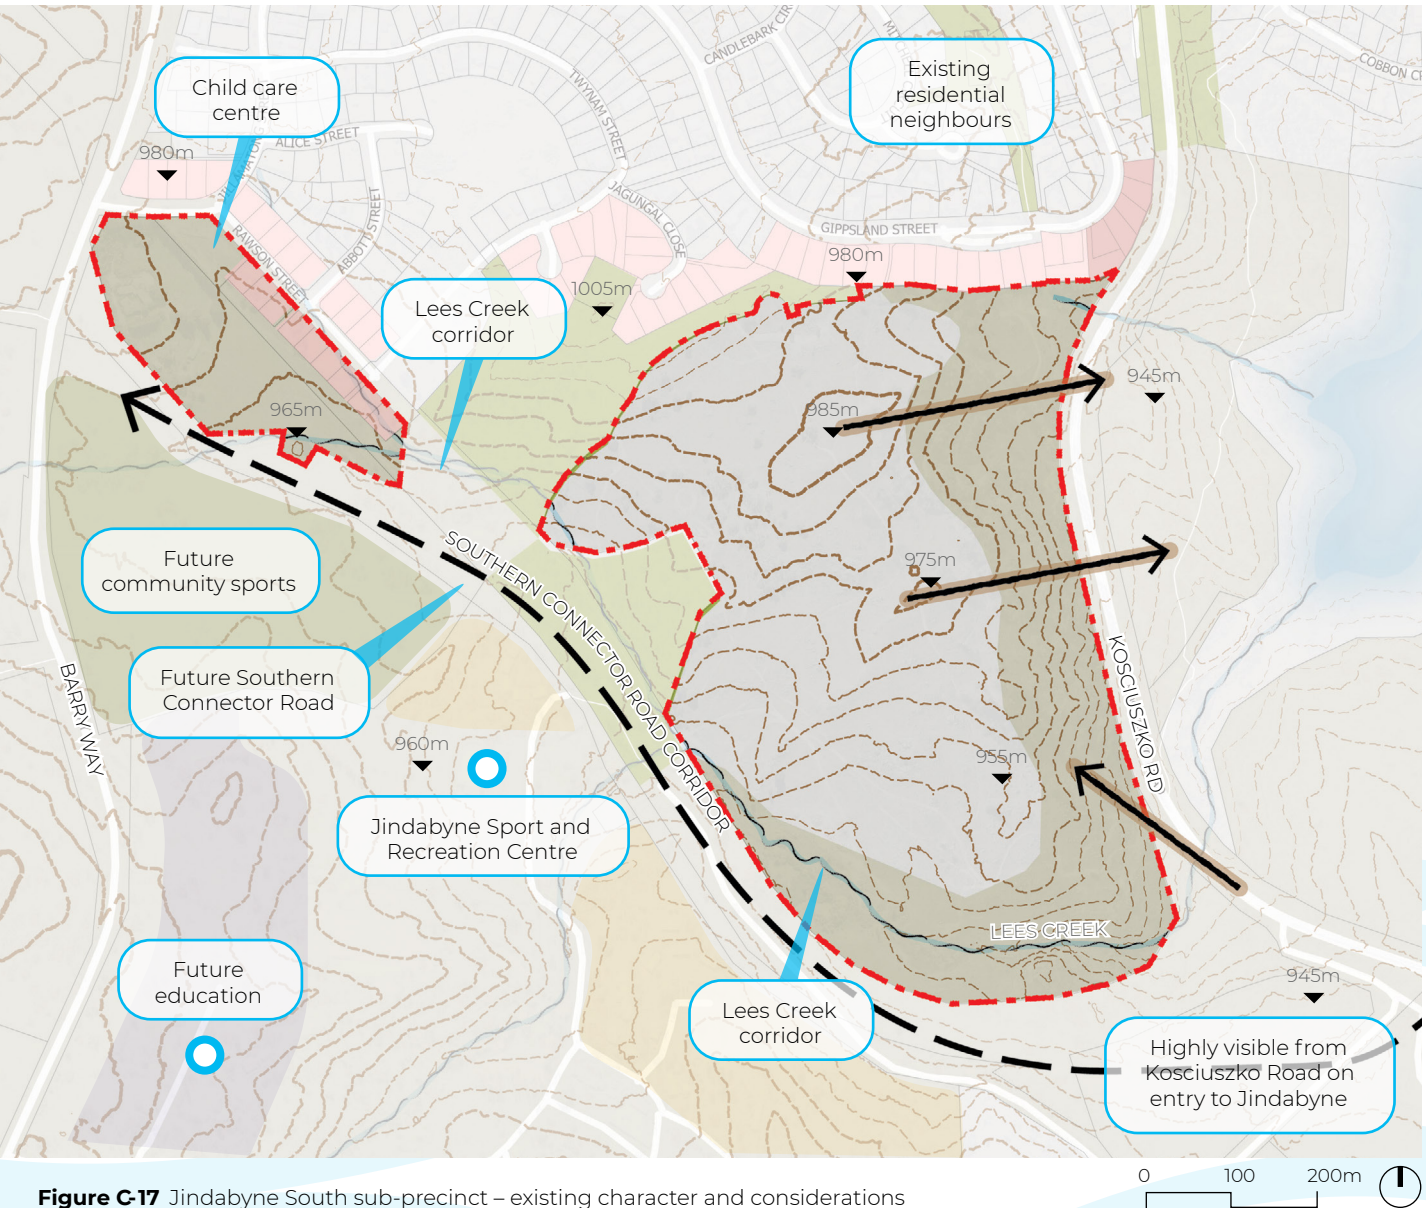 CANDLEBARK CIR
COBBON C
Existing
residential
neighbours
Child care
centre
TWYNAM STREET
ALICE STREET
980m
JAGUNGAL CLOSE
ABBOTT STREET
RAWSON STREET
GIPPSLAND STREET
980m
1005m
Lees Creek
corridor
945m
985m
965m
SOUTHERN CONNECTOR ROAD CORRIDOR
Future
community sports
975m
KOSCIUSZKO RD
Future Southern
Connector Road
BARRY WAY
960m
955m
Jindabyne Sport and
Recreation Centre
LEES CREEK
Future
education
945m
Lees Creek
corridor
Highly visible from
Kosciuszko Road on
entry to Jindabyne
0 100 200m
Figure C-17 Jindabyne South sub-precinct – existing character and considerations